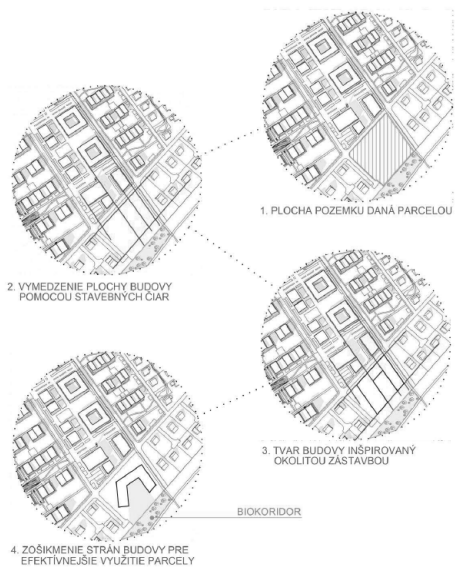 1. PLOCHA POZEMKU DANÁ PARCELOU
2. VYMEDZENIE PLOCHY BUDOVY
POMOCOU STAVEBNÝCH ČIAR
3. TVAR BUDOVY INŠPIROVANÝ
OKOLITOU ZÁSTAVBOU
BIOKORIDOR
4. ZOŠIKMENIE STRÁN BUDOVY PRE
EFEKTÍVNEJŠIE VYUŽITIE PARCELY